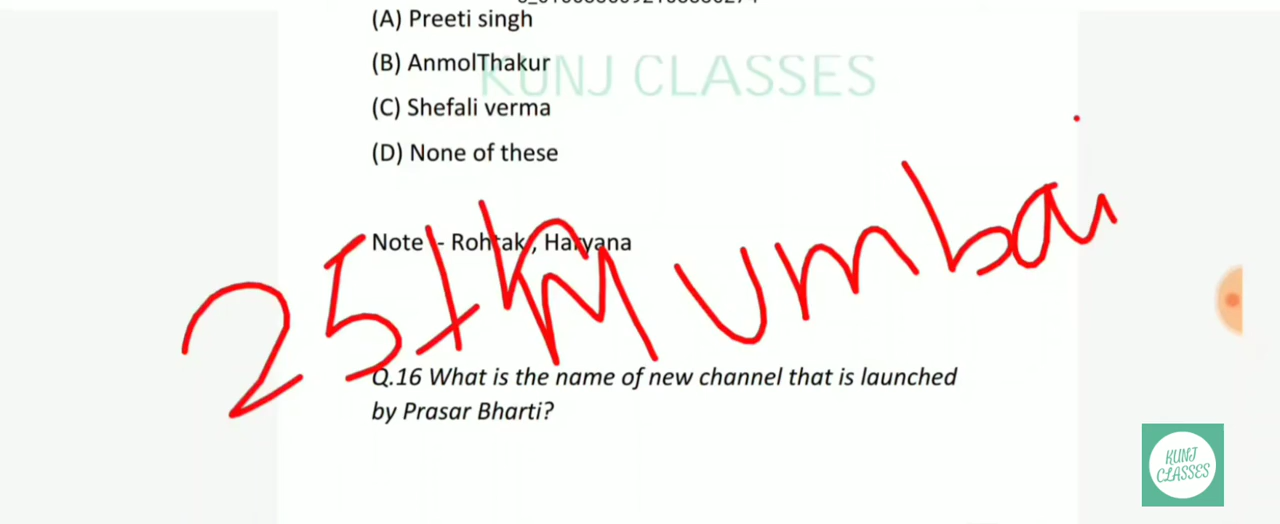 (A) Preeti singh
KUNJ CLASSES
(B) AnmolThakur
(C) Shefali verma
(D) None of these
Note - Rohtak, Haryana
25th Mumbai
Q.16 What is the name of new channel that is launched
by Prasar Bharti?
KUNJ
CLASSES